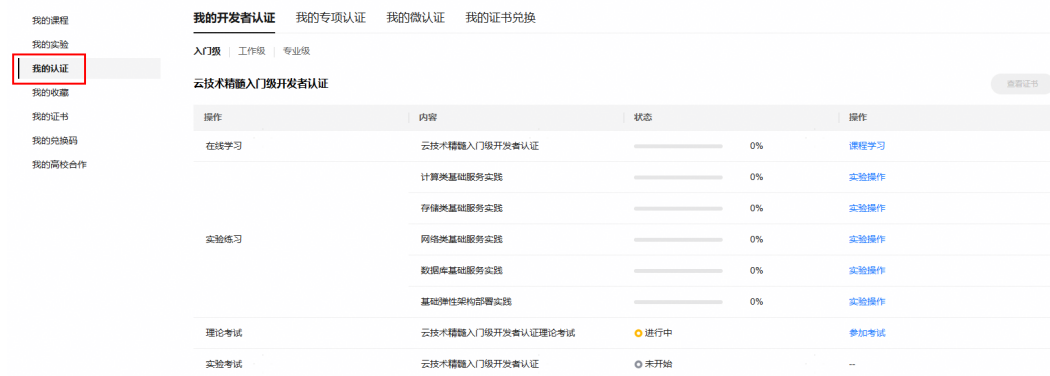 我的课程
我的实验
我的认证
我的收藏
我的证书
我的兑换码
我的高校合作
我的开发者认证 我的专项认证 我的微认证 我的证书兑换
入门级 工作级 专业级
云技术精髓入门级开发者认证 查看证书
操作 内容 状态 操作
在线学习 云技术精髓入门级开发者认证 0% 课程学习
计算类基础服务实践 0% 实验操作
存储类基础服务实践 0% 实验操作
实验练习 网络类基础服务实践 0% 实验操作
数据库基础服务实践 0% 实验操作
基础弹性架构部署实践 0% 实验操作
理论考试 云技术精髓入门级开发者认证理论考试 进行中 参加考试
实验考试 云技术精髓入门级开发者认证 未开始 --